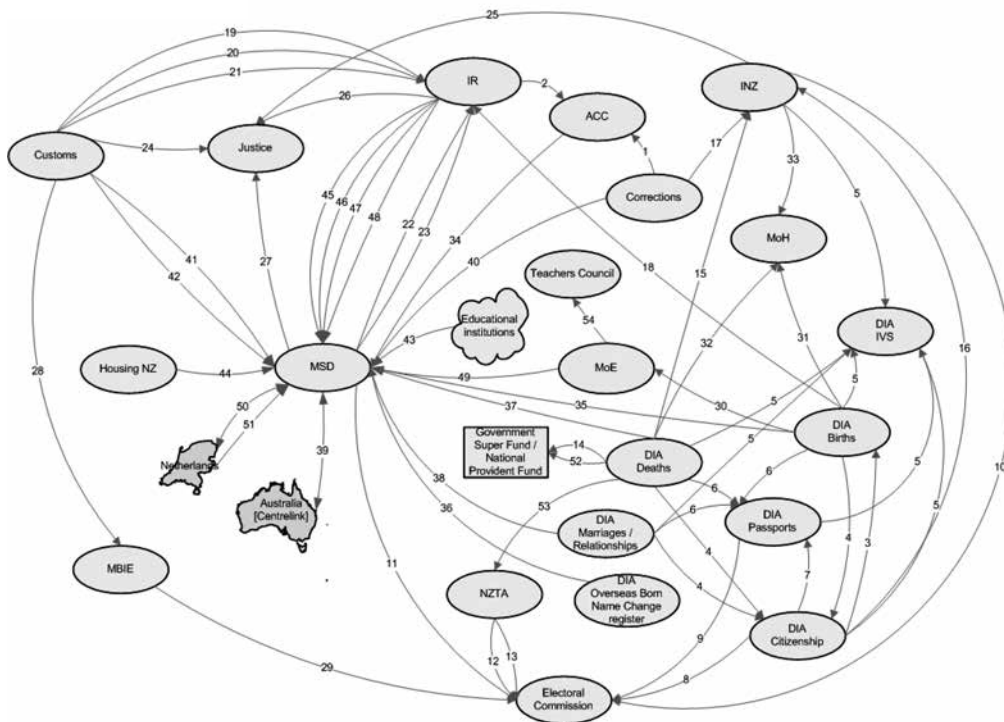 25
19
20
21
IR
2
INZ
26
ACC
17
24
Justice
Customs
1
33
5
Corrections
45
46
47
48
22
23
34
40
15
18
MoH
41
42
27
Teachers Council
32
31
DIA
IVS
Educational
institutions
43
54
28
Housing NZ
44
MSD
49
MoE
16
10
50
51
37
35
30
5
5
5
5
5
Netherlands
39
Australia
[Centrelink]
38
36
Government
Super Fund /
National
Provident Fund
14
52
DIA
Deaths
DIA
Births
6
6
6
53
DIA
Marriages /
Relationships
DIA
Passports
11
4
4
4
3
7
MBIE
NZTA
DIA
Overseas Born
Name Change
register
DIA
Citizenship
9
8
12
13
29
Electoral
Commission